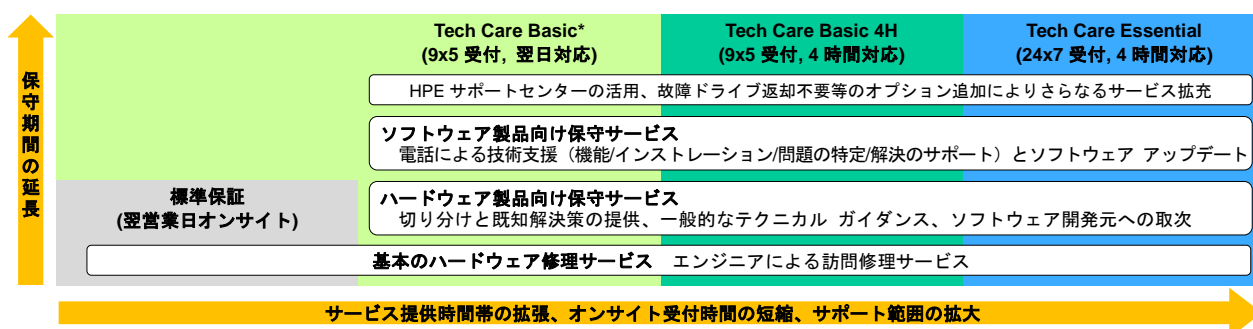 保守期間の延長
Tech Care Basic*
(9x5 受付, 翌日対応)
Tech Care Basic 4H
(9x5 受付, 4 時間対応)
Tech Care Essential
(24x7 受付, 4 時間対応)
HPE サポートセンターの活用、故障ドライブ返却不要等のオプション追加によりさらなるサービス拡充
ソフトウェア製品向け保守サービス
電話による技術支援（機能/インストレーション/問題の特定/解決のサポート）とソフトウェア アップデート
標準保証
(翌営業日オンサイト)
ハードウェア製品向け保守サービス
切り分けと既知解決策の提供、一般的なテクニカル ガイダンス、ソフトウェア開発元への取次
基本のハードウェア修理サービス エンジニアによる訪問修理サービス
サービス提供時間帯の拡張、オンサイト受付時間の短縮、サポート範囲の拡大